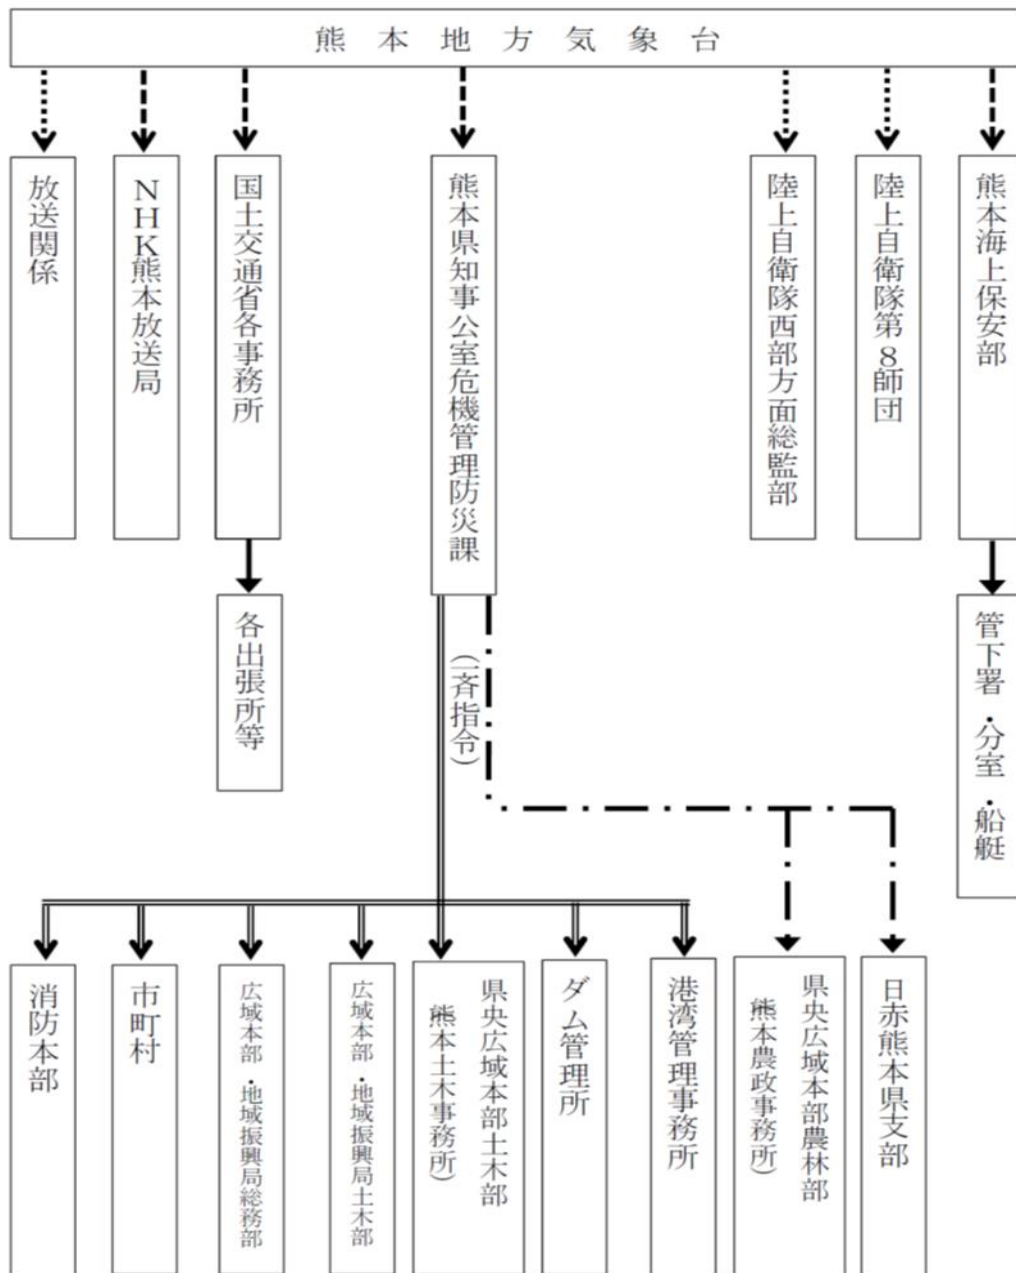 熊本地方気象台
放送関係
NHK熊本放送局
国土交通省各事務所
熊本県知事公室危機管理防災課
陸上自衛隊西部方面総監部
陸上自衛隊第8師団
熊本海上保安部
各出張所等
(一斉指令)
管下署・分室・船艇
消防本部
市町村
広域本部・地域振興局総務部
広域本部・地域振興局土木部
県央広域本部土木部
熊本土木事務所)
ダム管理所
港湾管理事務所
県央広域本部農林部
熊本農政事務所)
日赤熊本県支部